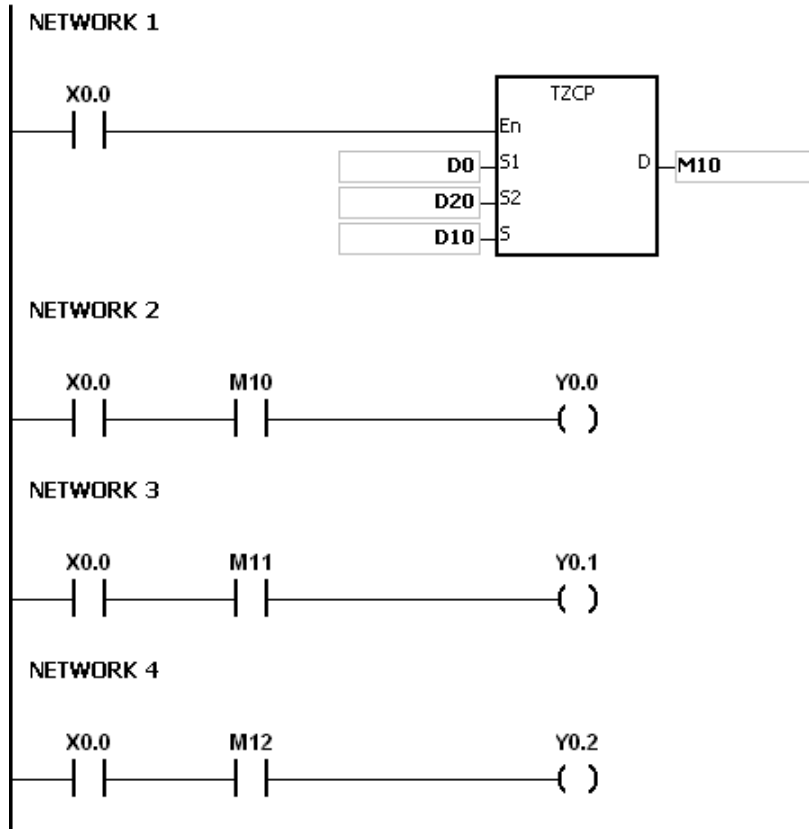 NETWORK 1
X0.0
TZCP
En
D0 S1 D M10
D20 S2
D10 S
NETWORK 2
X0.0 M10 Y0.0
NETWORK 3
X0.0 M11 Y0.1
NETWORK 4
X0.0 M12 Y0.2